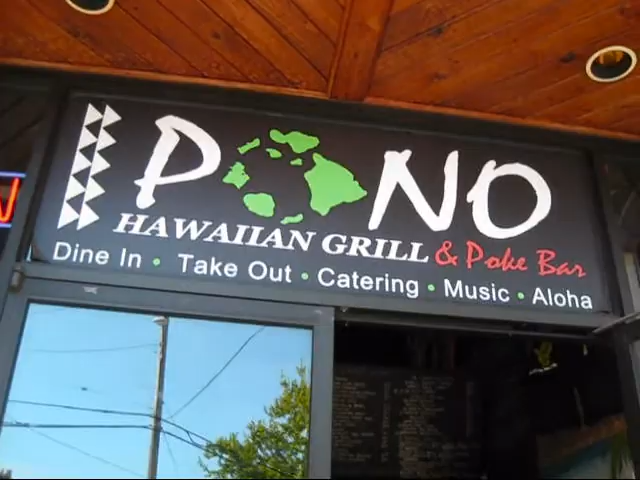 PONO
HAWAIIAN GRILL & Poke Bar
Dine In • Take Out • Catering • Music • Aloha